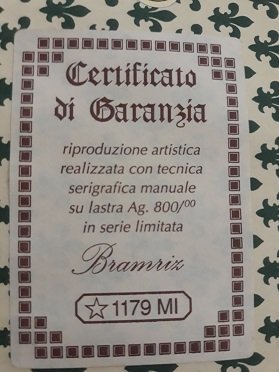 Certificato
di Garanzia
riproduzione artistica
realizzata con tecnica
serigrafica manuale
su lastra Ag. 800/00
in serie limitata
Bramriz
☆ 1179 MI